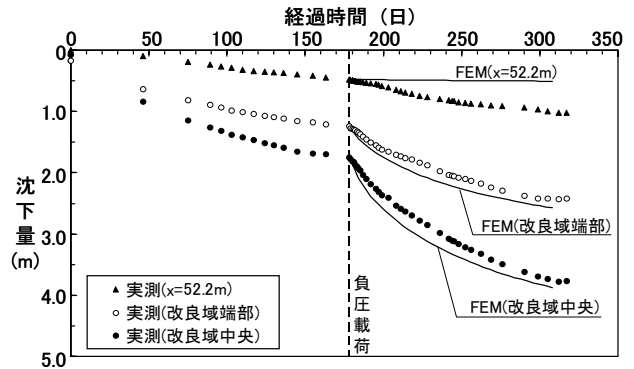 経過時間（日）
0 50 100 150 200 250 300 350
0
1.0
2.0
3.0
4.0
5.0
沈下量(m)
FEM(x=52.2m)
FEM(改良域端部)
FEM(改良域中央)
負圧載荷
▲ 実測(x=52.2m)
○ 実測(改良域端部)
● 実測(改良域中央)